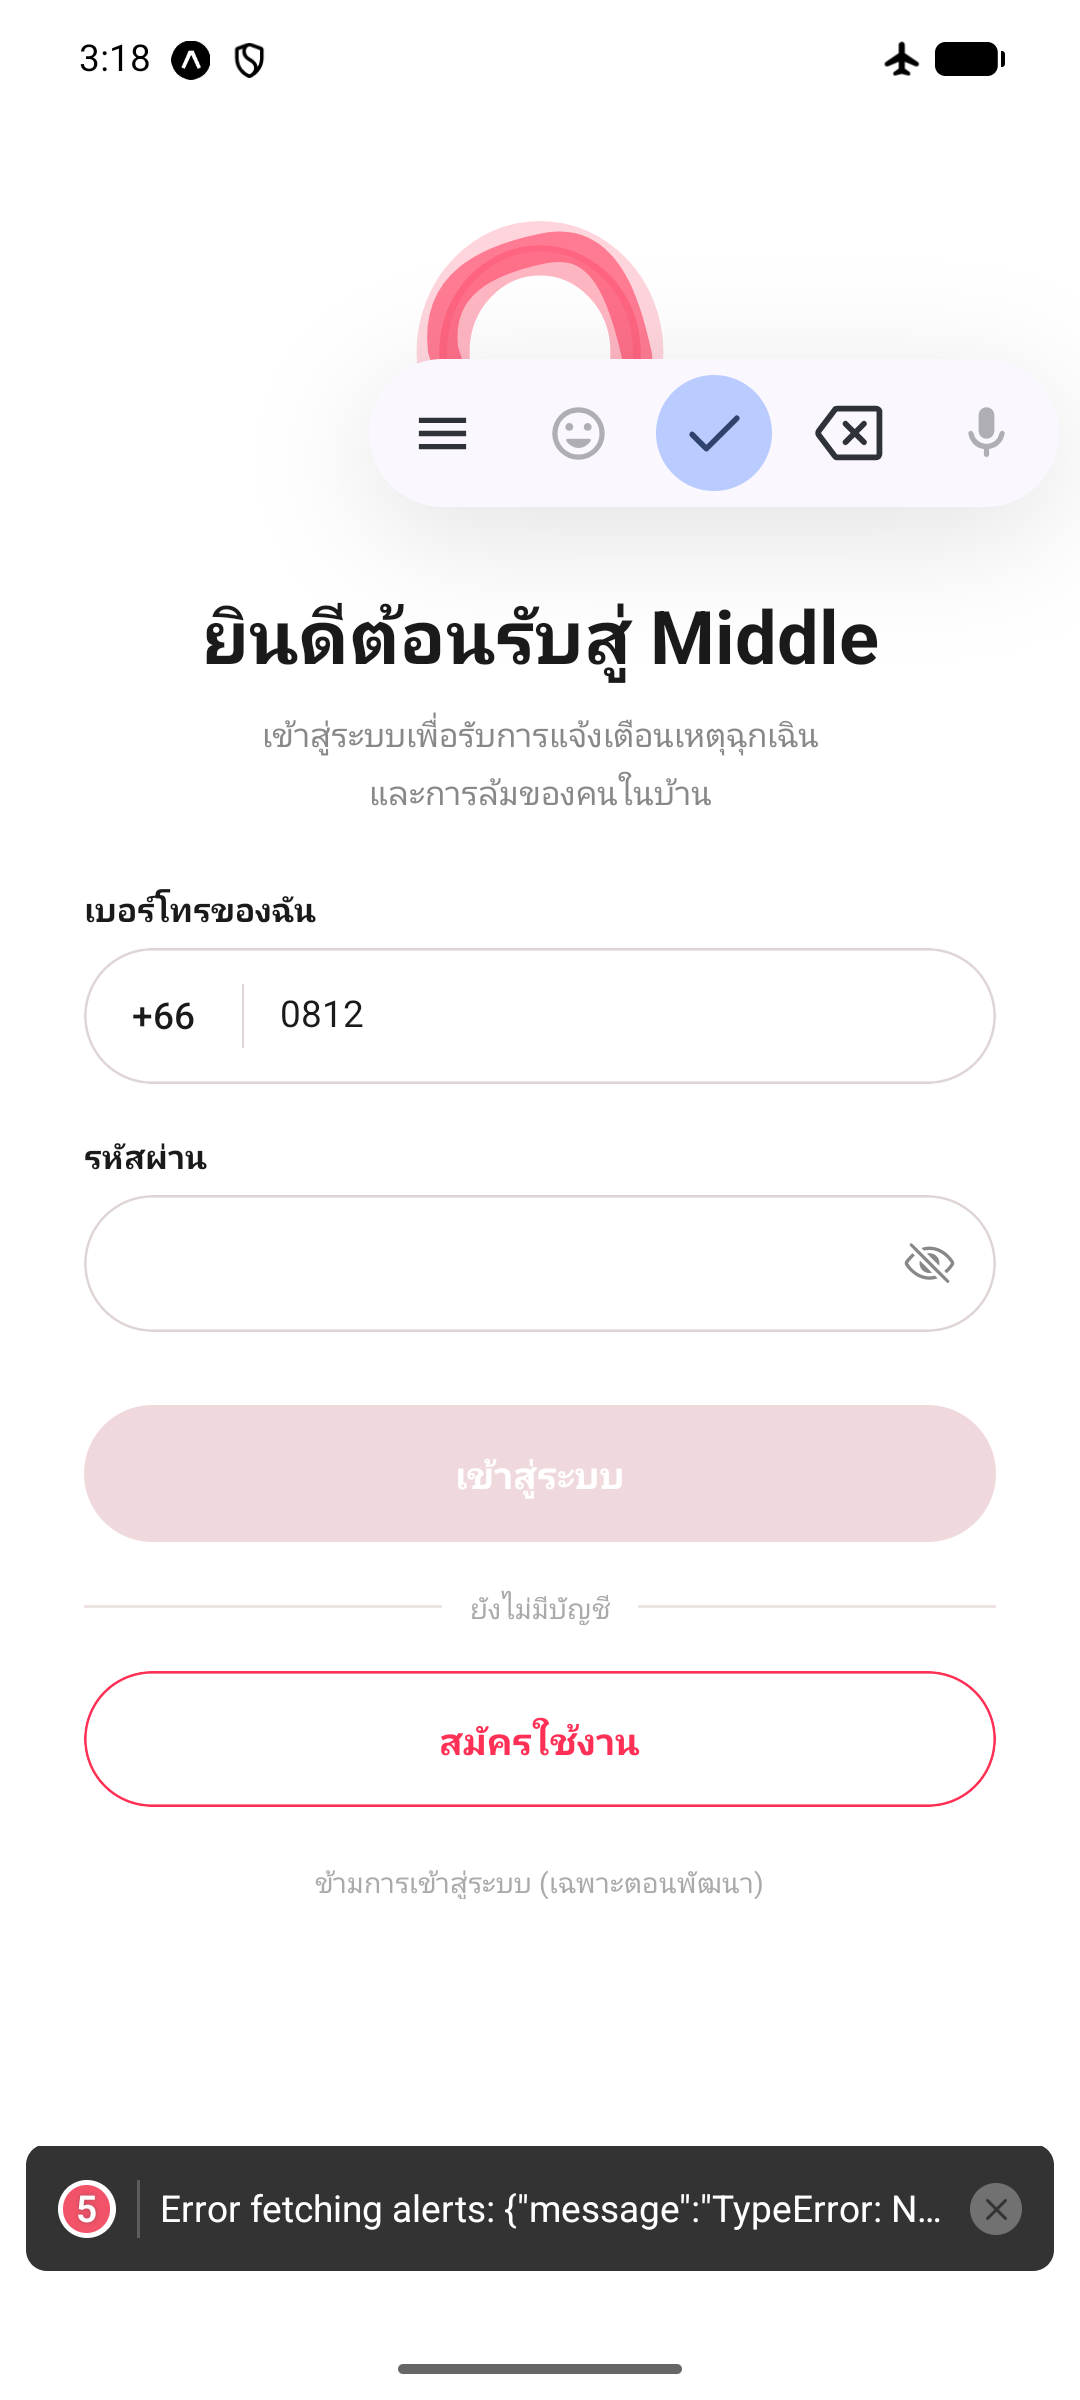 3:18
ยินดีต้อนรับสู่ Middle
เข้าสู่ระบบเพื่อรับการแจ้งเตือนเหตุฉุกเฉิน
และการล้มของคนในบ้าน
เบอร์โทรของฉัน
+66 0812
รหัสผ่าน
เข้าสู่ระบบ
ยังไม่มีบัญชี
สมัครใช้งาน
ข้ามการเข้าสู่ระบบ (เฉพาะตอนพัฒนา)
5 Error fetching alerts: {"message":"TypeError: N...